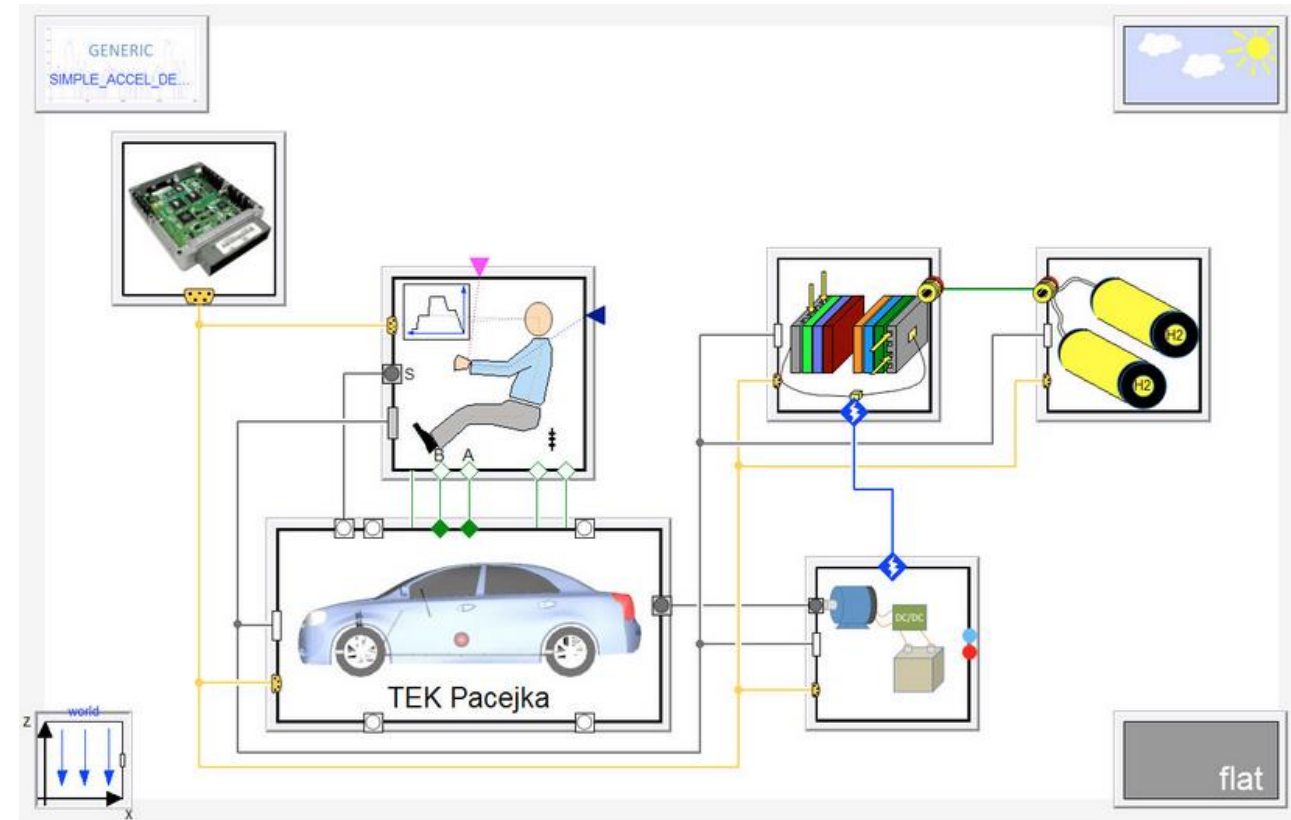 GENERIC
SIMPLE_ACCEL_DE...
S
B A
H2
H2
DC/DC
TEK Pacejka
world
z
x
flat